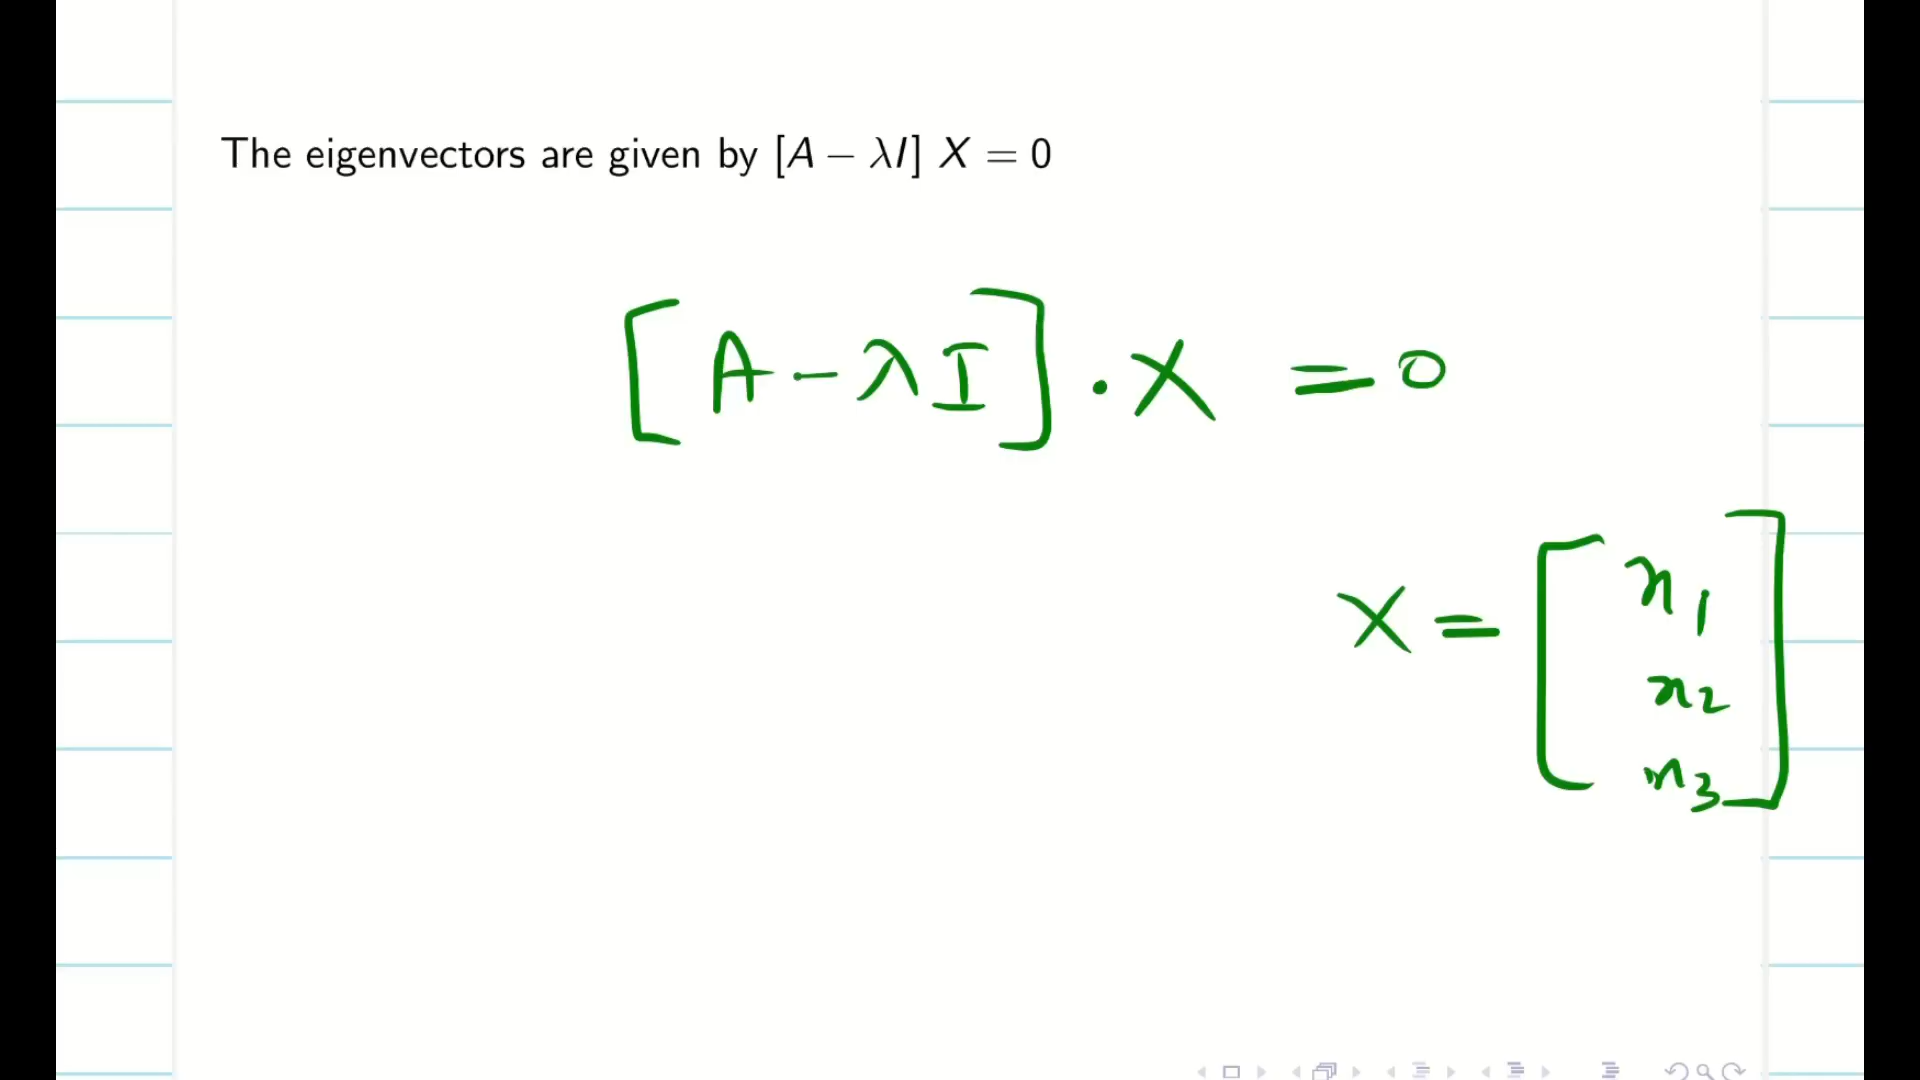 The eigenvectors are given by [A − λI] X = 0
[A − λI] · X = 0
X = [x1
x2
x3]